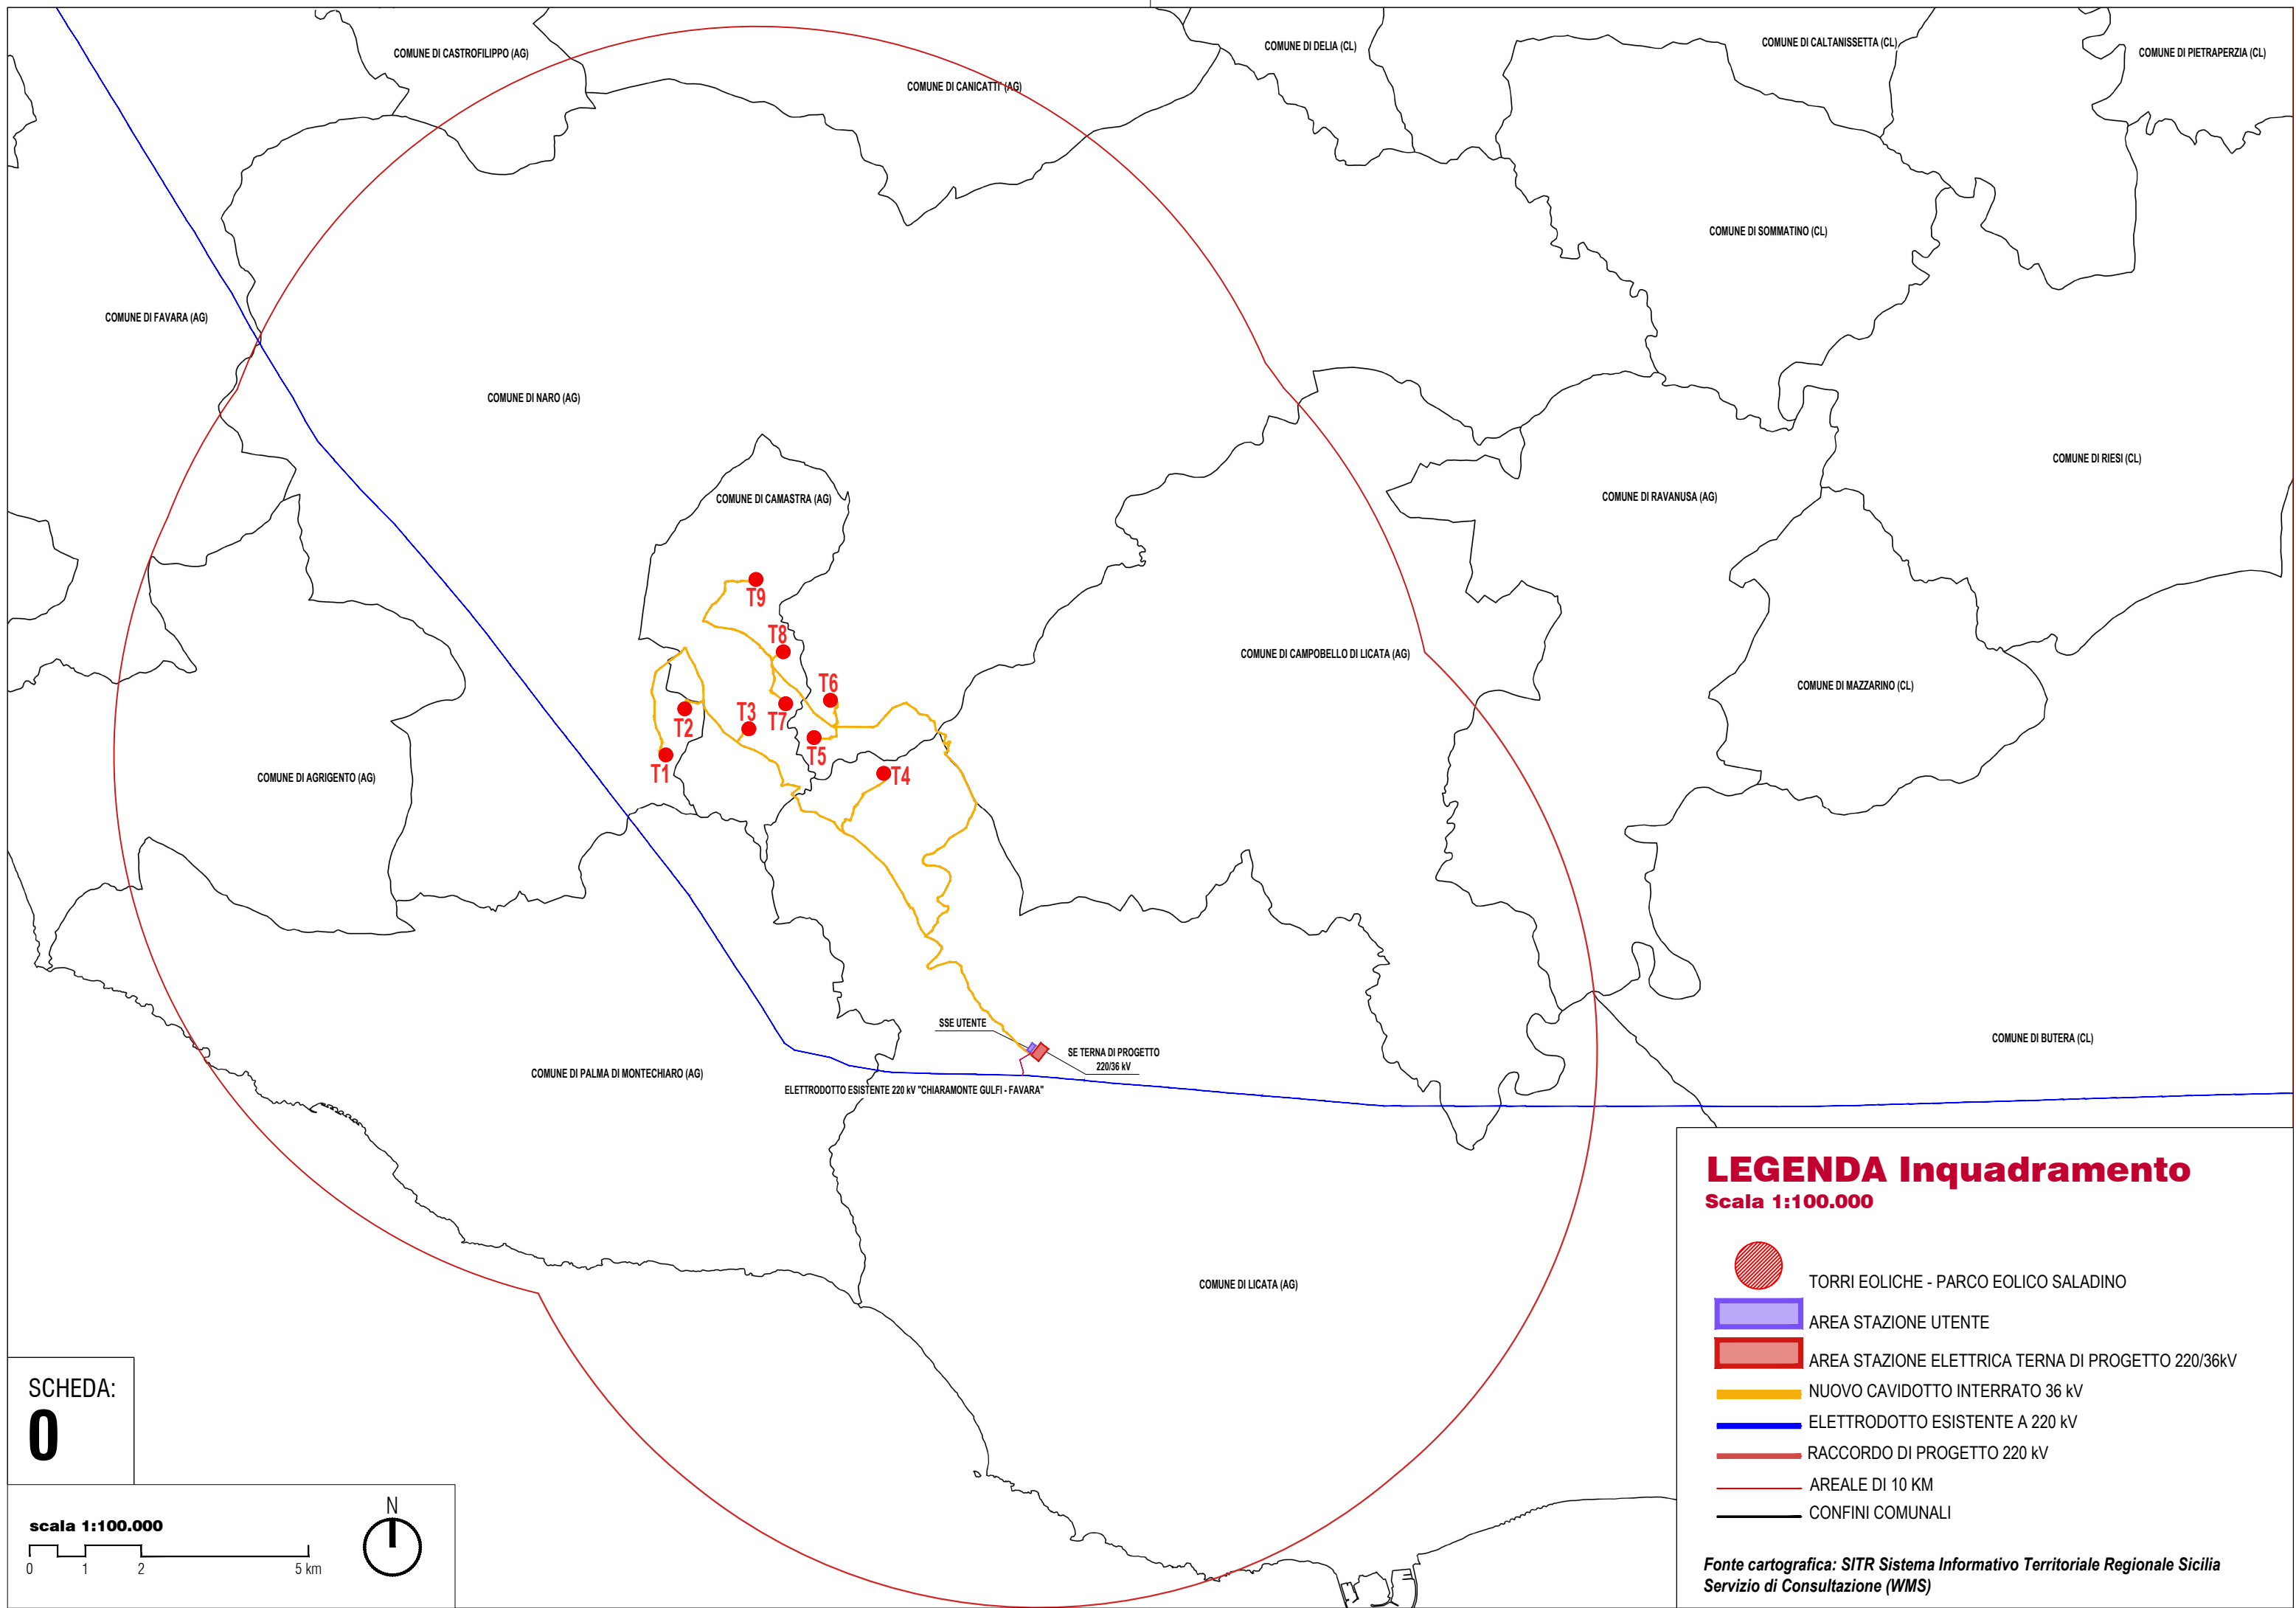 COMUNE DI CASTROFILIPPO (AG)
COMUNE DI CANICATTI (AG)
COMUNE DI DELIA (CL)
COMUNE DI CALTANISSETTA (CL)
COMUNE DI PIETRAPERZIA (CL)
COMUNE DI SOMMATINO (CL)
COMUNE DI FAVARA (AG)
COMUNE DI NARO (AG)
COMUNE DI RIESI (CL)
COMUNE DI CAMASTRA (AG)
COMUNE DI RAVANUSA (AG)
T9
T8
COMUNE DI CAMPOBELLO DI LICATA (AG)
T6
COMUNE DI MAZZARINO (CL)
T2
T3
T7
T5
T1
T4
COMUNE DI AGRIGENTO (AG)
SSE UTENTE
SE TERNA DI PROGETTO
220/36 kV
COMUNE DI BUTERA (CL)
COMUNE DI PALMA DI MONTECHIARO (AG)
ELETTRODOTTO ESISTENTE 220 kV "CHIARAMONTE GULFI - FAVARA"
COMUNE DI LICATA (AG)
LEGENDA Inquadramento
Scala 1:100.000
TORRI EOLICHE - PARCO EOLICO SALADINO
AREA STAZIONE UTENTE
AREA STAZIONE ELETTRICA TERNA DI PROGETTO 220/36kV
NUOVO CAVIDOTTO INTERRATO 36 kV
ELETTRODOTTO ESISTENTE A 220 kV
RACCORDO DI PROGETTO 220 kV
AREALE DI 10 KM
CONFINI COMUNALI
Fonte cartografica: SITR Sistema Informativo Territoriale Regionale Sicilia
Servizio di Consultazione (WMS)
SCHEDA:
0
scala 1:100.000
N
0 1 2 5 km